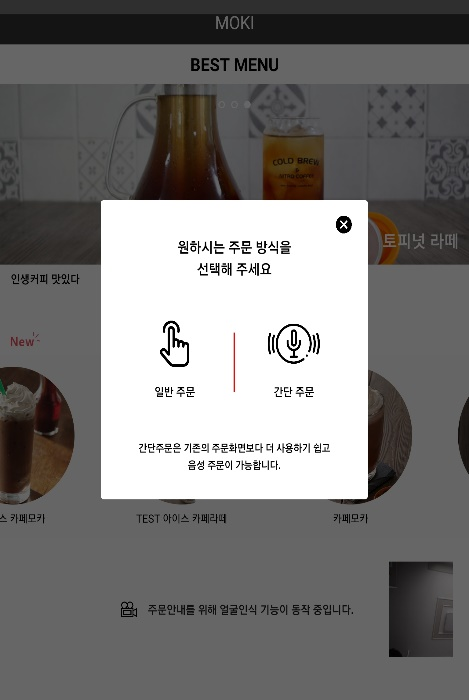 MOKI
BEST MENU
COLD BREW
토피넛 라떼
인생커피 맛있다
원하시는 주문 방식을
선택해 주세요
New
일반 주문
간단 주문
간단주문은 기존의 주문화면보다 더 사용하기 쉽고
음성 주문이 가능합니다.
스 카페모카
TEST 아이스 카페라떼
카페모카
주문안내를 위해 얼굴인식 기능이 동작 중입니다.